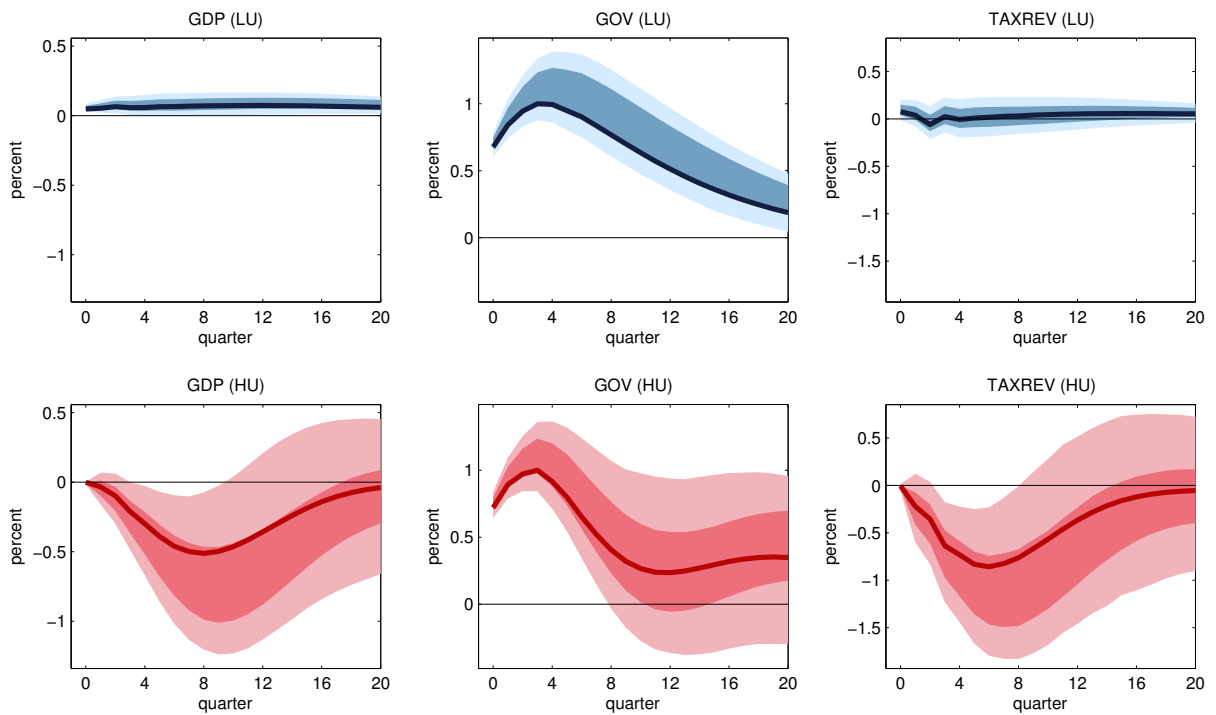 GDP (LU)
GOV (LU)
TAXREV (LU)
percent
0.5
0
−0.5
−1
0 4 8 12 16 20
quarter
percent
1
0.5
0
0 4 8 12 16 20
quarter
percent
0.5
0
−0.5
−1
−1.5
0 4 8 12 16 20
quarter
GDP (HU)
GOV (HU)
TAXREV (HU)
percent
0.5
0
−0.5
−1
0 4 8 12 16 20
quarter
percent
1
0.5
0
0 4 8 12 16 20
quarter
percent
0.5
0
−0.5
−1
−1.5
0 4 8 12 16 20
quarter